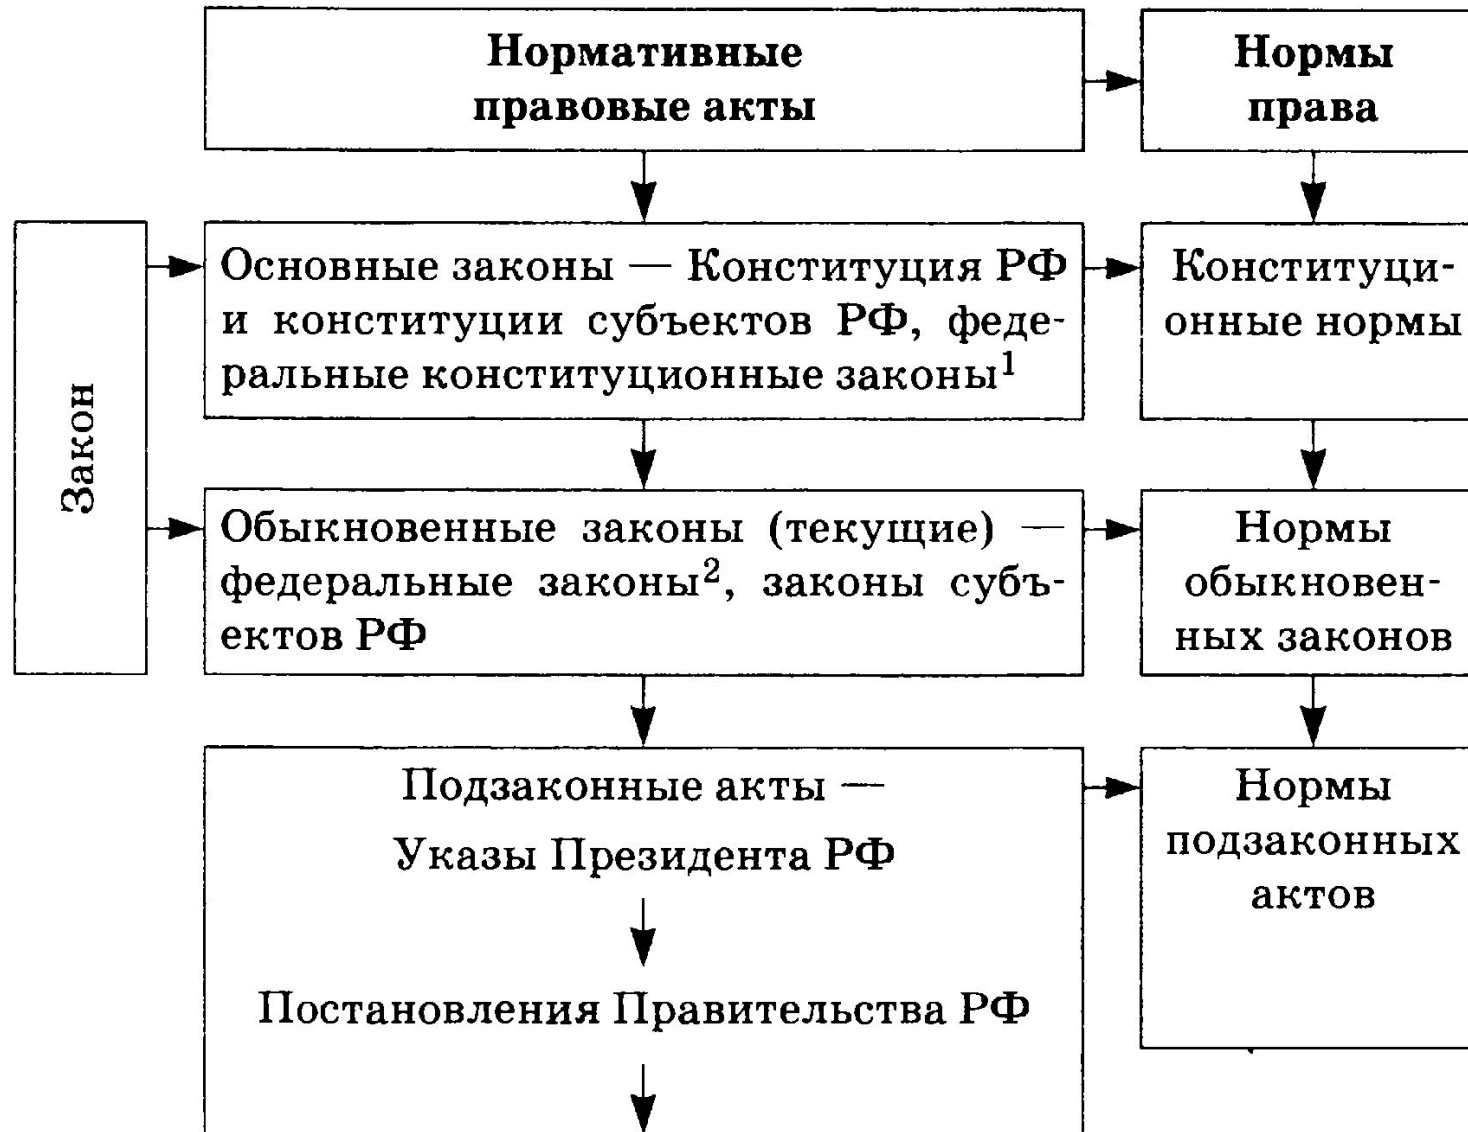 Нормативные
правовые акты
Нормы
права
Закон
Основные законы — Конституция РФ
и конституции субъектов РФ, феде-
ральные конституционные законы¹
Конституци-
онные нормы
Обыкновенные законы (текущие) —
федеральные законы², законы субъ-
ектов РФ
Нормы
обыкновен-
ных законов
Подзаконные акты —
Указы Президента РФ
Постановления Правительства РФ
Нормы
подзаконных
актов